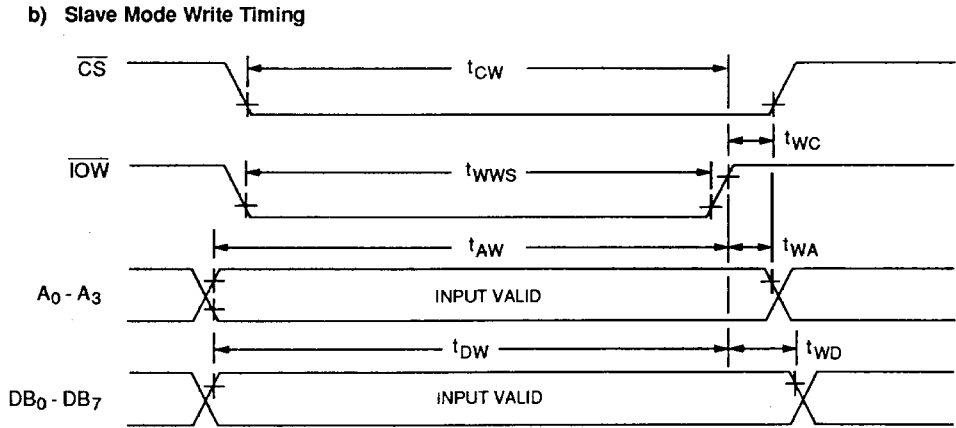 b) Slave Mode Write Timing
CS
tCW
tWC
IOW
tWWS
tAW
tWA
A0 - A3
INPUT VALID
tDW
tWD
DB0 - DB7
INPUT VALID